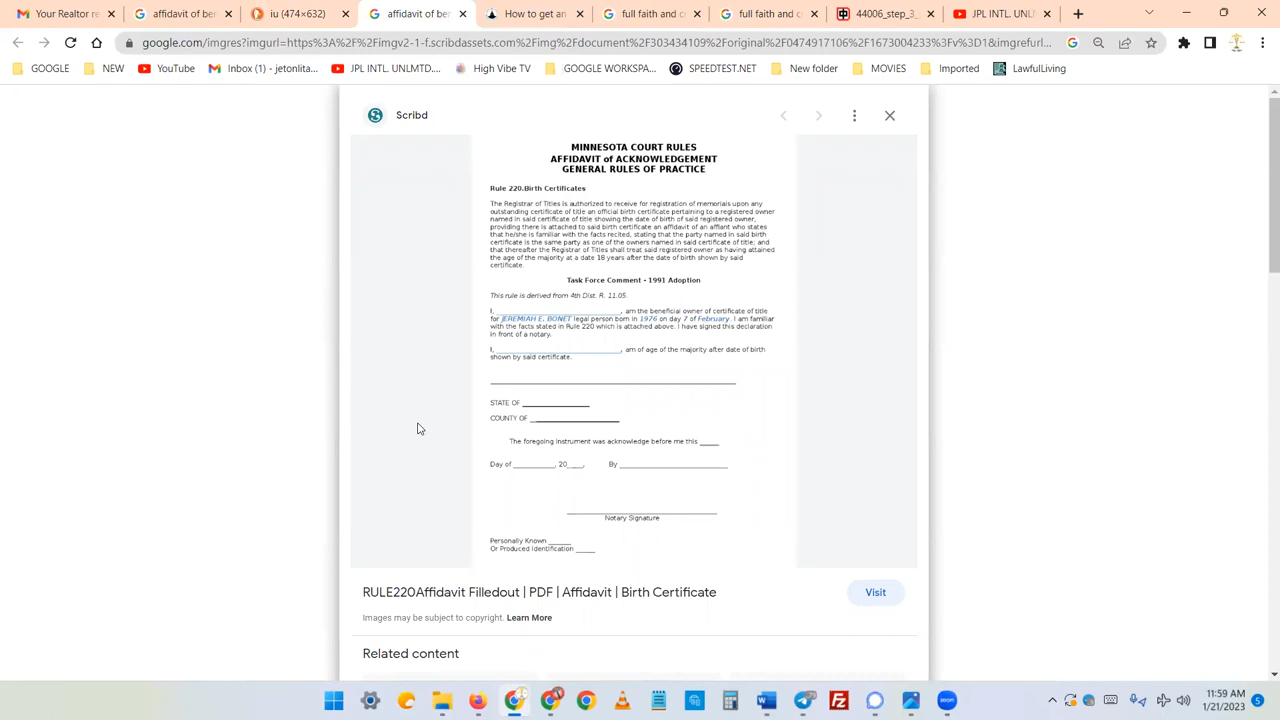 Your Rogator
affidavit of ber
iu (474×632)
affidavit of ber
How to get an
full faith and c
full faith and c
44006_step_3_
JPL INTL. UNLM
google.com/imgres?imgurl=https%3A%2F%2Fimgv2-1-f.scribdassets.com%2Fimg%2Fdocument%2F303434109%2Foriginal%2F0474917106%2F1673004233%3Fv%3D1&imgrefurl...
GOOGLE
NEW
YouTube
Inbox (1) - jetonlita...
JPL INTL. UNLMTD....
High Vibe TV
GOOGLE WORKSPA...
SPEEDTEST.NET
New folder
MOVIES
Imported
LawfulLiving
Scribd
MINNESOTA COURT RULES
AFFIDAVIT of ACKNOWLEDGEMENT
GENERAL RULES OF PRACTICE
Rule 220.Birth Certificates
The Registrar of Titles is authorized to receive for registration of memorials upon any
outstanding certificate of title an official birth certificate pertaining to a registered owner
named in said certificate of title showing the date of birth of said registered owner,
providing there is attached to said birth certificate an affidavit of an affiant who states
that he/she is familiar with the facts recited, stating that the party named in said birth
certificate is the same party as one of the owners named in said certificate of title; and
that thereafter the Registrar of Titles shall treat said registered owner as having attained
the age of the majority at a date 18 years after the date of birth shown by said
certificate.
Task Force Comment - 1991 Adoption
This rule is derived from 4th Dist. R. 11.05.
I, ______________________________, am the beneficial owner of certificate of title
for JEREMIAH E. BONET legal person born in 1976 on day 7 of February. I am familiar
with the facts stated in Rule 220 which is attached above. I have signed this declaration
in front of a notary.
I, ______________________________, am of age of the majority after date of birth
shown by said certificate.
STATE OF ________________
COUNTY OF ____________________
The foregoing instrument was acknowledge before me this _____
Day of __________, 20____, By __________________________
Notary Signature
Personally Known ______
Or Produced Identification _____
RULE220Affidavit Filledout | PDF | Affidavit | Birth Certificate
Visit
Images may be subject to copyright. Learn More
Related content
11:59 AM
1/21/2023
5